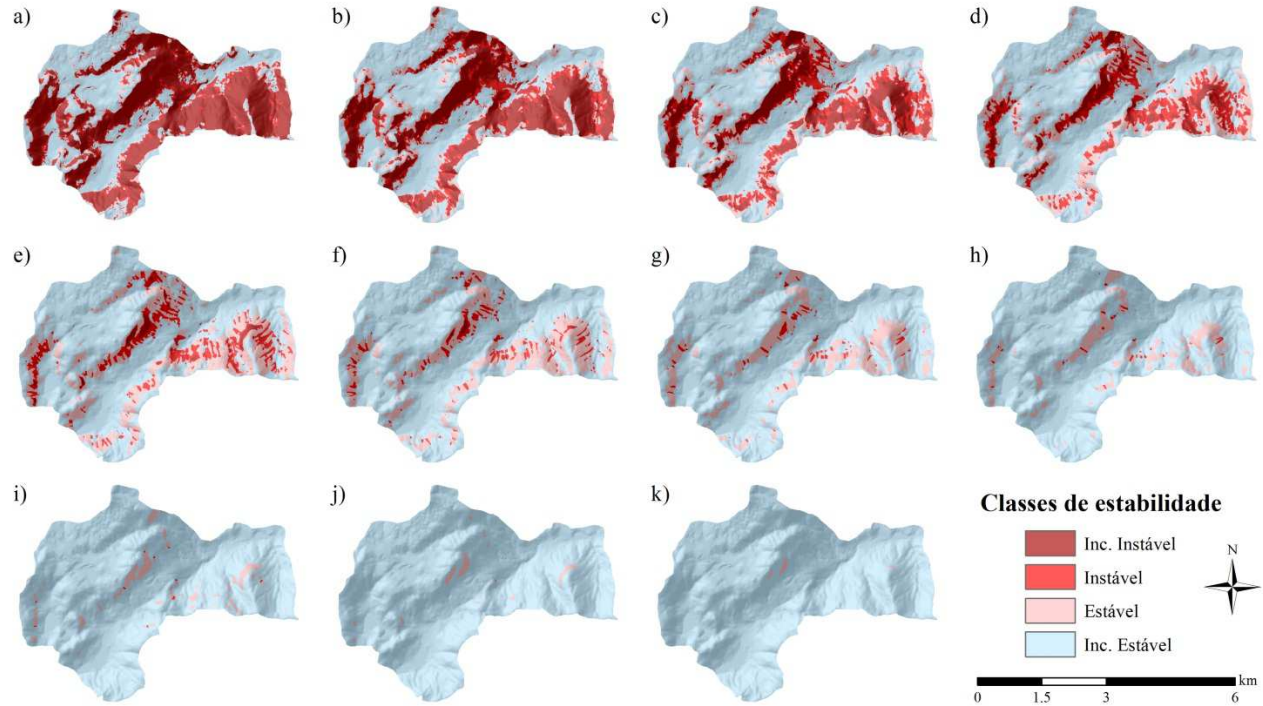 a)
b)
c)
d)
e)
f)
g)
h)
i)
j)
k)
Classes de estabilidade
Inc. Instável
Instável
Estável
Inc. Estável
N
km
0 1.5 3 6